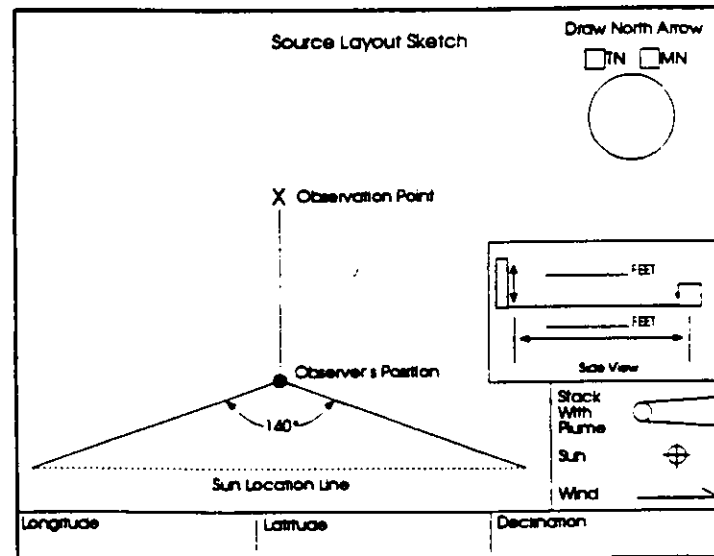 Source Layout Sketch
Draw North Arrow
TN MN
X Observation Point
FEET
FEET
Side View
Observer's Position
140°
Sun Location Line
Stack
With
Plume
Sun
Wind
Longitude Latitude Declination